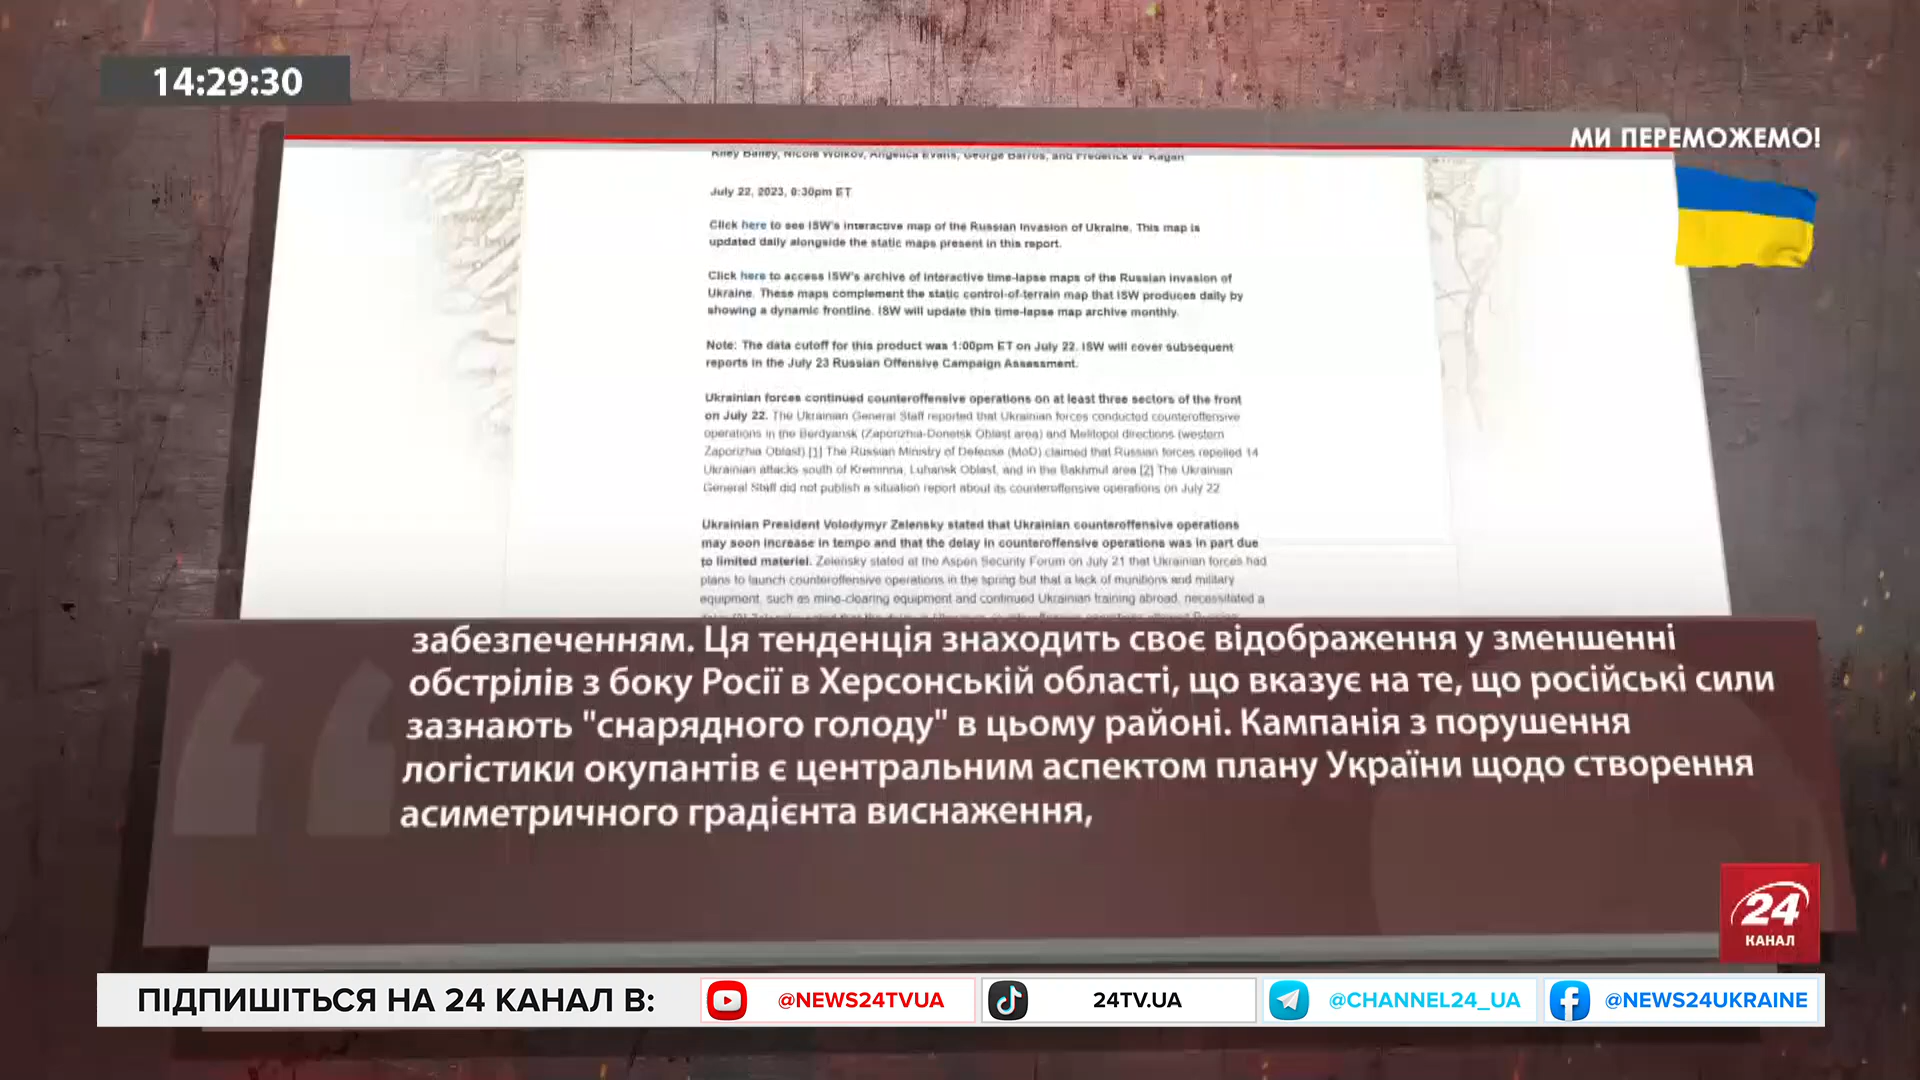 14:29:30
МИ ПЕРЕМОЖЕМО!
Riley Bailey, Nicole Wolkov, Angelica Evans, George Barros, and Frederick W. Kagan
July 22, 2023, 6:30pm ET
Click here to see ISW's interactive map of the Russian invasion of Ukraine. This map is
updated daily alongside the static maps present in this report.
Click here to access ISW's archive of interactive time-lapse maps of the Russian invasion of
Ukraine. These maps complement the static control-of-terrain map that ISW produces daily by
showing a dynamic frontline. ISW will update this time-lapse map archive monthly.
Note: The data cutoff for this product was 1:00pm ET on July 22. ISW will cover subsequent
reports in the July 23 Russian Offensive Campaign Assessment.
Ukrainian forces continued counteroffensive operations on at least three sectors of the front
on July 22. The Ukrainian General Staff reported that Ukrainian forces conducted counteroffensive
operations in the Berdyansk (Zaporizhia-Donetsk Oblast area) and Melitopol directions (western
Zaporizhia Oblast) [1] The Russian Ministry of Defense (MoD) claimed that Russian forces repelled 14
Ukrainian attacks south of Kreminna, Luhansk Oblast, and in the Bakhmut area [2] The Ukrainian
General Staff did not publish a situation report about its counteroffensive operations on July 22
Ukrainian President Volodymyr Zelensky stated that Ukrainian counteroffensive operations
may soon increase in tempo and that the delay in counteroffensive operations was in part due
to limited materiel. Zelensky stated at the Aspen Security Forum on July 21 that Ukrainian forces had
plans to launch counteroffensive operations in the spring but that a lack of munitions and military
equipment, such as mine-clearing equipment and continued Ukrainian training abroad, necessitated a
забезпеченням. Ця тенденція знаходить своє відображення у зменшенні
обстрілів з боку Росії в Херсонській області, що вказує на те, що російські сили
зазнають "снарядного голоду" в цьому районі. Кампанія з порушення
логістики окупантів є центральним аспектом плану України щодо створення
асиметричного градієнта виснаження,
24
КАНАЛ
ПІДПИШІТЬСЯ НА 24 КАНАЛ В: @NEWS24TVUA 24TV.UA @CHANNEL24_UA @NEWS24UKRAINE